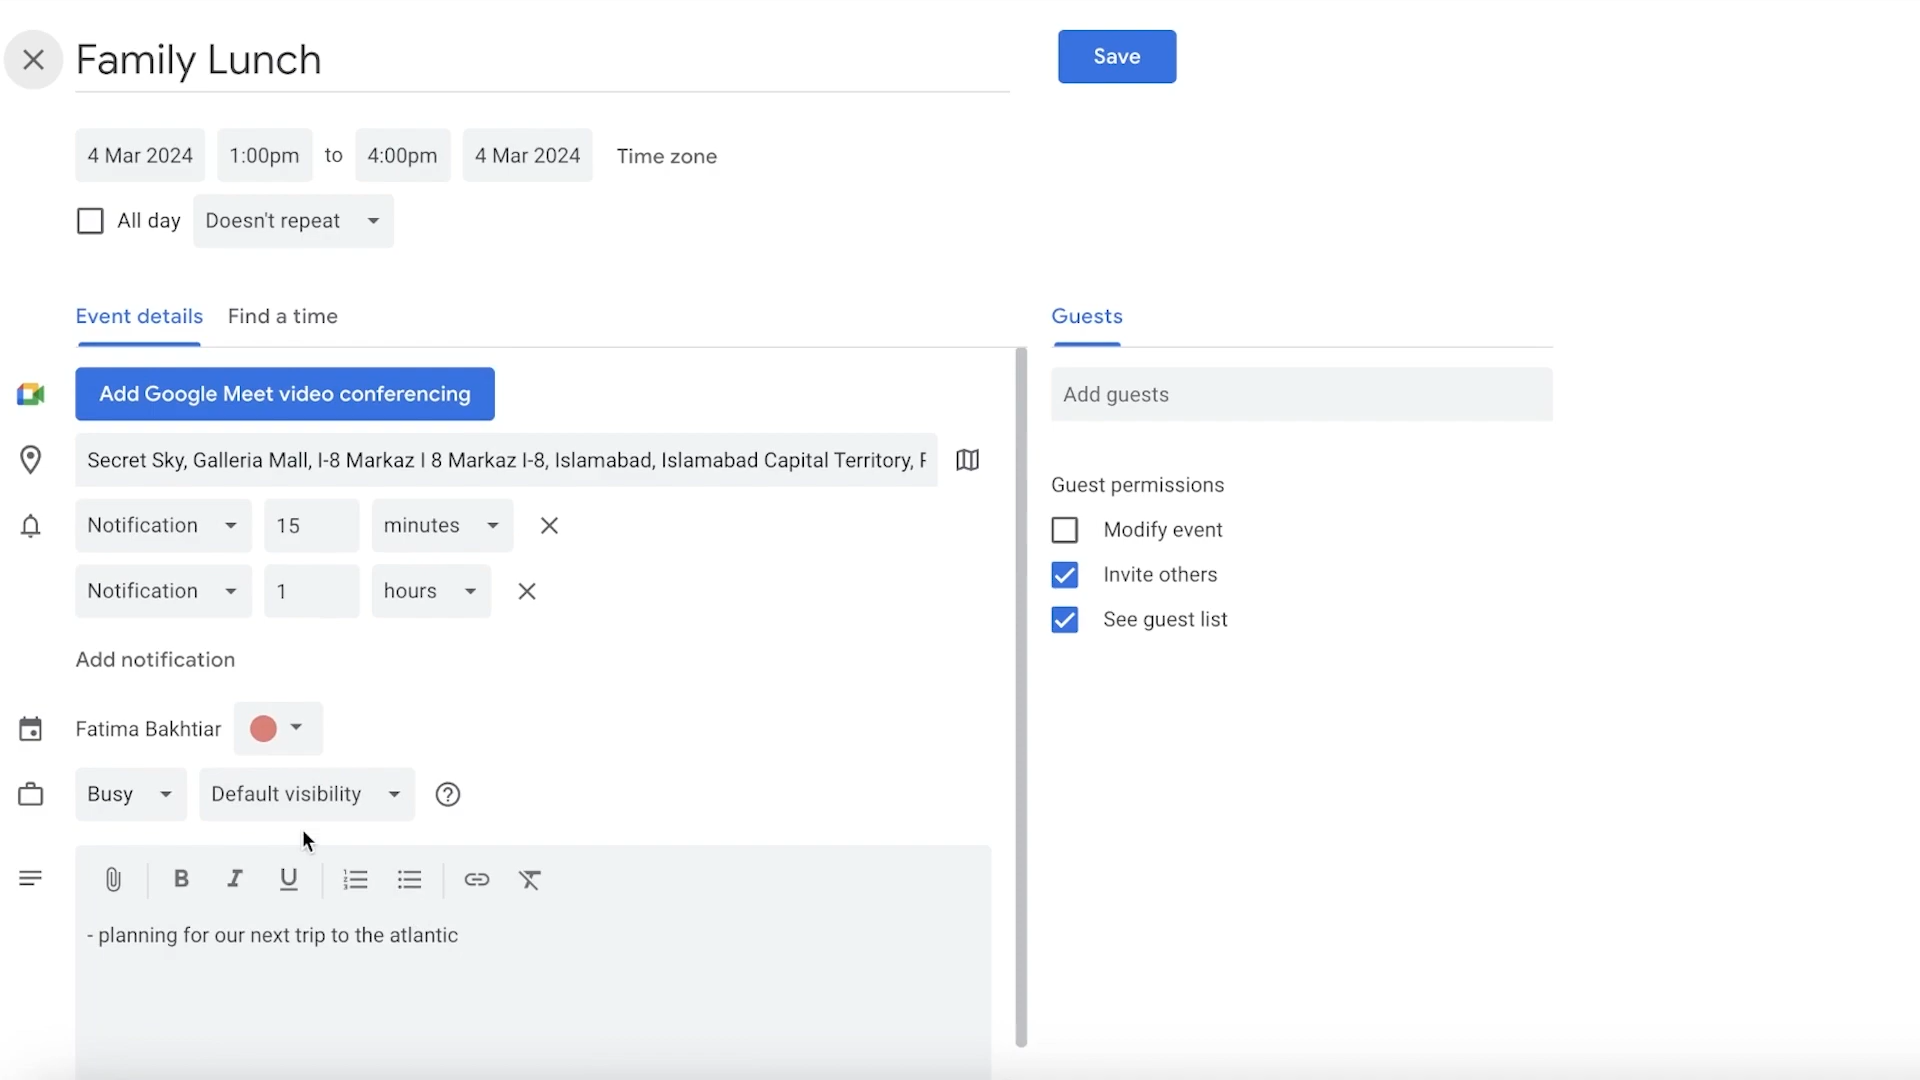 Family Lunch
Save
4 Mar 2024 1:00pm to 4:00pm 4 Mar 2024 Time zone
All day Doesn't repeat
Event details Find a time
Guests
Add Google Meet video conferencing
Add guests
Secret Sky, Galleria Mall, I-8 Markaz I 8 Markaz I-8, Islamabad, Islamabad Capital Territory,
Notification 15 minutes
Notification 1 hours
Add notification
Guest permissions
Modify event
Invite others
See guest list
Fatima Bakhtiar
Busy Default visibility
B I U
- planning for our next trip to the atlantic